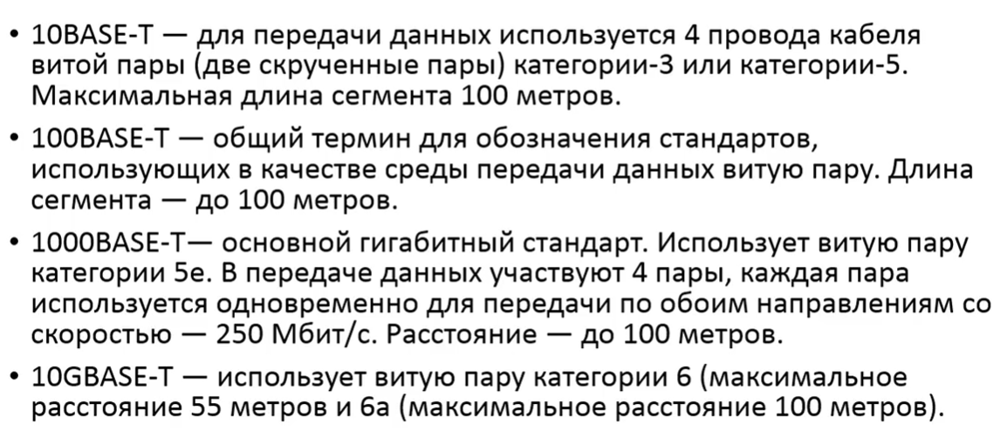 • 10BASE-T — для передачи данных используется 4 провода кабеля
витой пары (две скрученные пары) категории-3 или категории-5.
Максимальная длина сегмента 100 метров.
• 100BASE-T — общий термин для обозначения стандартов,
использующих в качестве среды передачи данных витую пару. Длина
сегмента — до 100 метров.
• 1000BASE-T— основной гигабитный стандарт. Использует витую пару
категории 5e. В передаче данных участвуют 4 пары, каждая пара
используется одновременно для передачи по обоим направлениям со
скоростью — 250 Мбит/с. Расстояние — до 100 метров.
• 10GBASE-T — использует витую пару категории 6 (максимальное
расстояние 55 метров и 6а (максимальное расстояние 100 метров).